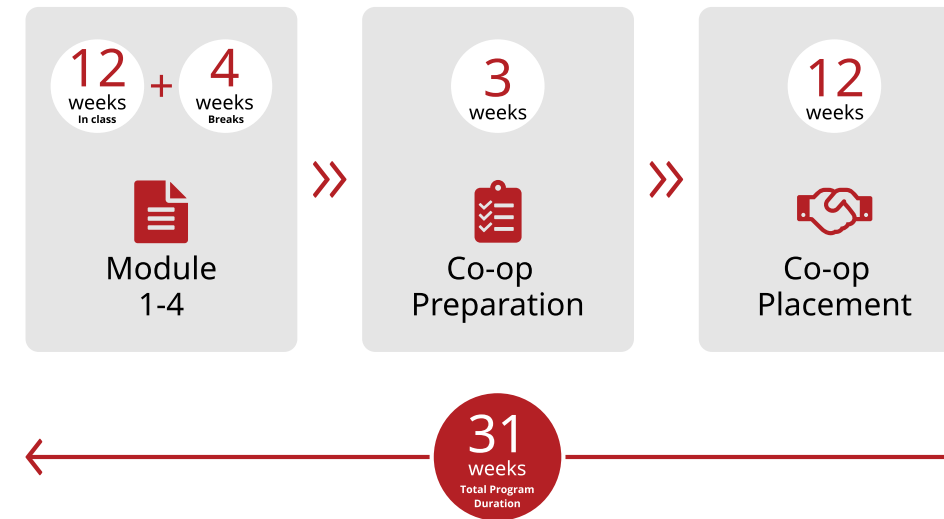 12
weeks
In class
+
4
weeks
Breaks
Module
1-4
3
weeks
Co-op
Preparation
12
weeks
Co-op
Placement
31
weeks
Total Program
Duration